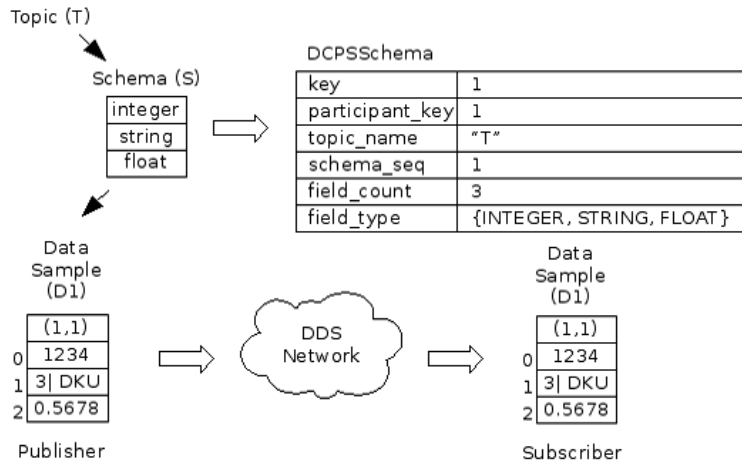 Topic (T)
DCPSSchema
Schema (S)
integer
string
float
key 1
participant_key 1
topic_name “T”
schema_seq 1
field_count 3
field_type {INTEGER, STRING, FLOAT}
Data
Sample
(D1)
(1,1)
0 1234
1 3| DKU
2 0.5678
Publisher
DDS
Network
Data
Sample
(D1)
(1,1)
0 1234
1 3| DKU
2 0.5678
Subscriber